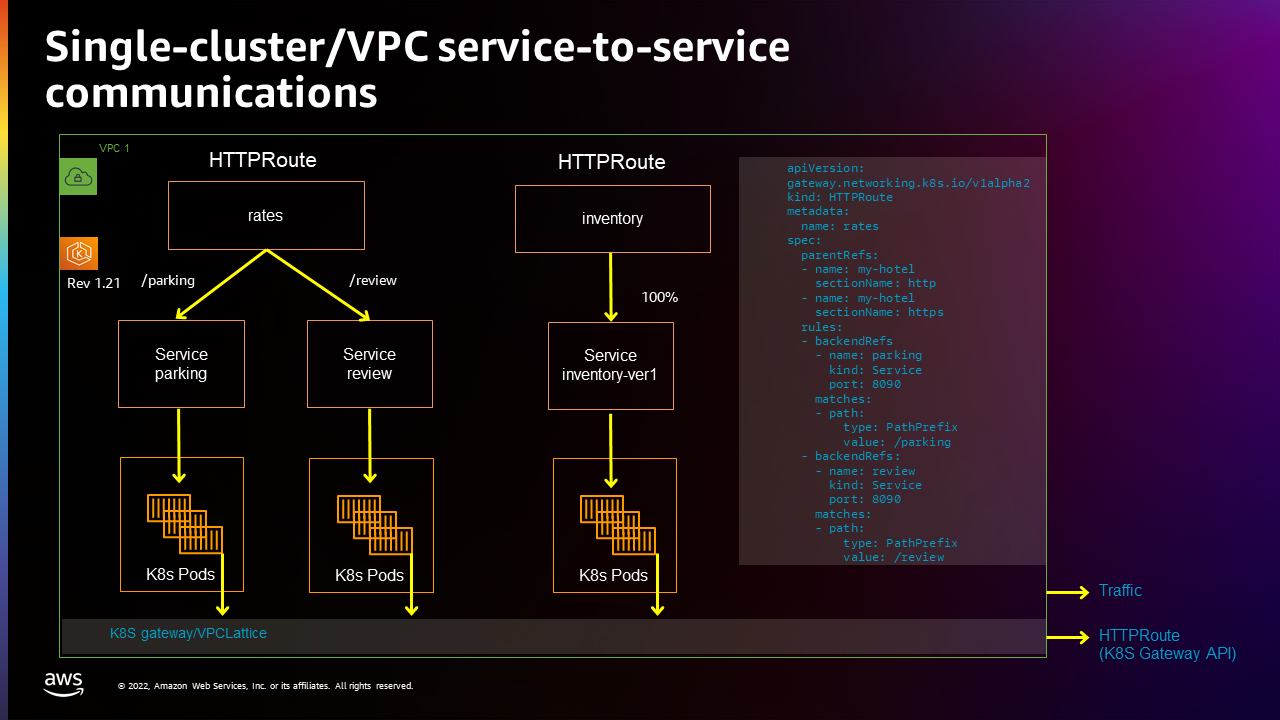 Single-cluster/VPC service-to-service
communications
VPC 1
HTTPRoute
rates
Rev 1.21
/parking
/review
Service
parking
Service
review
K8s Pods
K8s Pods
HTTPRoute
inventory
100%
Service
inventory-ver1
K8s Pods
apiVersion:
gateway.networking.k8s.io/v1alpha2
kind: HTTPRoute
metadata:
  name: rates
spec:
  parentRefs:
  - name: my-hotel
    sectionName: http
  - name: my-hotel
    sectionName: https
  rules:
  - backendRefs
    - name: parking
      kind: Service
      port: 8090
    matches:
    - path:
        type: PathPrefix
        value: /parking
  - backendRefs:
    - name: review
      kind: Service
      port: 8090
    matches:
    - path:
        type: PathPrefix
        value: /review
K8S gateway/VPCLattice
Traffic
HTTPRoute
(K8S Gateway API)
aws
© 2022, Amazon Web Services, Inc. or its affiliates. All rights reserved.